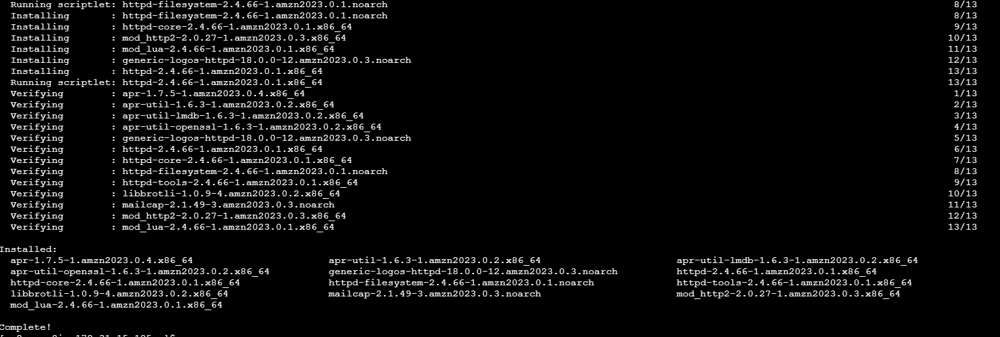 Running scriptlet: httpd-filesystem-2.4.66-1.amzn2023.0.1.noarch 8/13
Installing : httpd-filesystem-2.4.66-1.amzn2023.0.1.noarch 8/13
Installing : httpd-core-2.4.66-1.amzn2023.0.1.x86_64 9/13
Installing : mod_http2-2.0.27-1.amzn2023.0.3.x86_64 10/13
Installing : mod_lua-2.4.66-1.amzn2023.0.1.x86_64 11/13
Installing : generic-logos-httpd-18.0.0-12.amzn2023.0.3.noarch 12/13
Installing : httpd-2.4.66-1.amzn2023.0.1.x86_64 13/13
Running scriptlet: httpd-2.4.66-1.amzn2023.0.1.x86_64 13/13
Verifying : apr-1.7.5-1.amzn2023.0.4.x86_64 1/13
Verifying : apr-util-1.6.3-1.amzn2023.0.2.x86_64 2/13
Verifying : apr-util-lmdb-1.6.3-1.amzn2023.0.2.x86_64 3/13
Verifying : apr-util-openssl-1.6.3-1.amzn2023.0.2.x86_64 4/13
Verifying : generic-logos-httpd-18.0.0-12.amzn2023.0.3.noarch 5/13
Verifying : httpd-2.4.66-1.amzn2023.0.1.x86_64 6/13
Verifying : httpd-core-2.4.66-1.amzn2023.0.1.x86_64 7/13
Verifying : httpd-filesystem-2.4.66-1.amzn2023.0.1.noarch 8/13
Verifying : httpd-tools-2.4.66-1.amzn2023.0.1.x86_64 9/13
Verifying : libbrotli-1.0.9-4.amzn2023.0.2.x86_64 10/13
Verifying : mailcap-2.1.49-3.amzn2023.0.3.noarch 11/13
Verifying : mod_http2-2.0.27-1.amzn2023.0.3.x86_64 12/13
Verifying : mod_lua-2.4.66-1.amzn2023.0.1.x86_64 13/13
Installed:
apr-1.7.5-1.amzn2023.0.4.x86_64 apr-util-1.6.3-1.amzn2023.0.2.x86_64 apr-util-lmdb-1.6.3-1.amzn2023.0.2.x86_64
apr-util-openssl-1.6.3-1.amzn2023.0.2.x86_64 generic-logos-httpd-18.0.0-12.amzn2023.0.3.noarch httpd-2.4.66-1.amzn2023.0.1.x86_64
httpd-core-2.4.66-1.amzn2023.0.1.x86_64 httpd-filesystem-2.4.66-1.amzn2023.0.1.noarch httpd-tools-2.4.66-1.amzn2023.0.1.x86_64
libbrotli-1.0.9-4.amzn2023.0.2.x86_64 mailcap-2.1.49-3.amzn2023.0.3.noarch mod_http2-2.0.27-1.amzn2023.0.3.x86_64
mod_lua-2.4.66-1.amzn2023.0.1.x86_64
Complete!